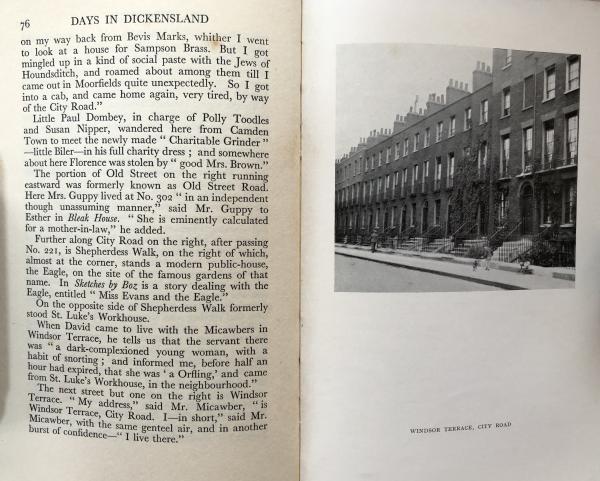 76 DAYS IN DICKENSLAND
on my way back from Bevis Marks, whither I went
to look at a house for Sampson Brass. But I got
mingled up in a kind of social paste with the Jews of
Houndsditch, and roamed about among them till I
came out in Moorfields quite unexpectedly. So I got
into a cab, and came home again, very tired, by way
of the City Road."
Little Paul Dombey, in charge of Polly Toodles
and Susan Nipper, wandered here from Camden
Town to meet the newly made " Charitable Grinder "
—little Biler—in his full charity dress ; and somewhere
about here Florence was stolen by " good Mrs. Brown."
The portion of Old Street on the right running
eastward was formerly known as Old Street Road.
Here Mrs. Guppy lived at No. 302 " in an independent
though unassuming manner," said Mr. Guppy to
Esther in Bleak House. " She is eminently calculated
for a mother-in-law," he added.
Further along City Road on the right, after passing
No. 221, is Shepherdess Walk, on the right of which,
almost at the corner, stands a modern public-house,
the Eagle, on the site of the famous gardens of that
name. In Sketches by Boz is a story dealing with the
Eagle, entitled " Miss Evans and the Eagle."
On the opposite side of Shepherdess Walk formerly
stood St. Luke's Workhouse.
When David came to live with the Micawbers in
Windsor Terrace, he tells us that the servant there
was " a dark-complexioned young woman, with a
habit of snorting ; and informed me, before half an
hour had expired, that she was ' a Orfling,' and came
from St. Luke's Workhouse, in the neighbourhood."
The next street but one on the right is Windsor
Terrace. " My address," said Mr. Micawber, " is
Windsor Terrace, City Road. I—in short," said Mr.
Micawber, with the same genteel air, and in another
burst of confidence—" I live there."
WINDSOR TERRACE, CITY ROAD